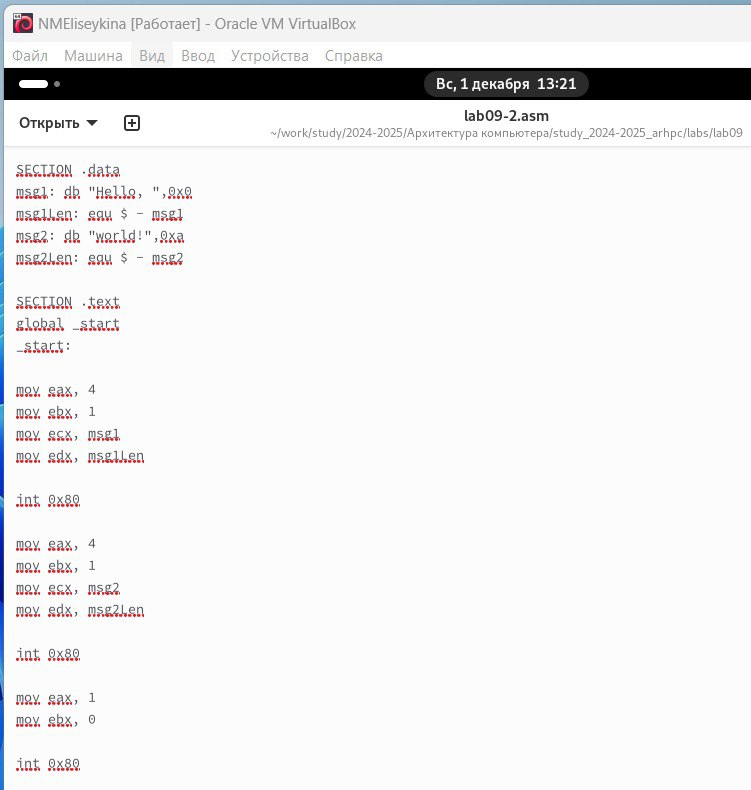 NMEliseykina [Работает] - Oracle VM VirtualBox
Файл Машина Вид Ввод Устройства Справка
Вс, 1 декабря 13:21
Открыть
lab09-2.asm
~/work/study/2024-2025/Архитектура компьютера/study_2024-2025_arhpc/labs/lab09
SECTION .data
msg1: db "Hello, ",0x0
msg1Len: equ $ - msg1
msg2: db "world!",0xa
msg2Len: equ $ - msg2
SECTION .text
global _start
_start:
mov eax, 4
mov ebx, 1
mov ecx, msg1
mov edx, msg1Len
int 0x80
mov eax, 4
mov ebx, 1
mov ecx, msg2
mov edx, msg2Len
int 0x80
mov eax, 1
mov ebx, 0
int 0x80